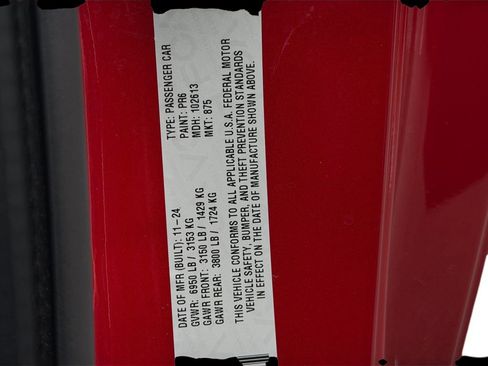 DATE OF MFR (BUILT): 11-24 TYPE: PASSENGER CAR
GVWR: 6950 LB / 3153 KG PAINT: PR6
GAWR FRONT: 3150 LB / 1429 KG MDH: 102613
GAWR REAR: 3800 LB / 1724 KG MKT: 875
THIS VEHICLE CONFORMS TO ALL APPLICABLE U.S.A. FEDERAL MOTOR
VEHICLE SAFETY, BUMPER, AND THEFT PREVENTION STANDARDS
IN EFFECT ON THE DATE OF MANUFACTURE SHOWN ABOVE.